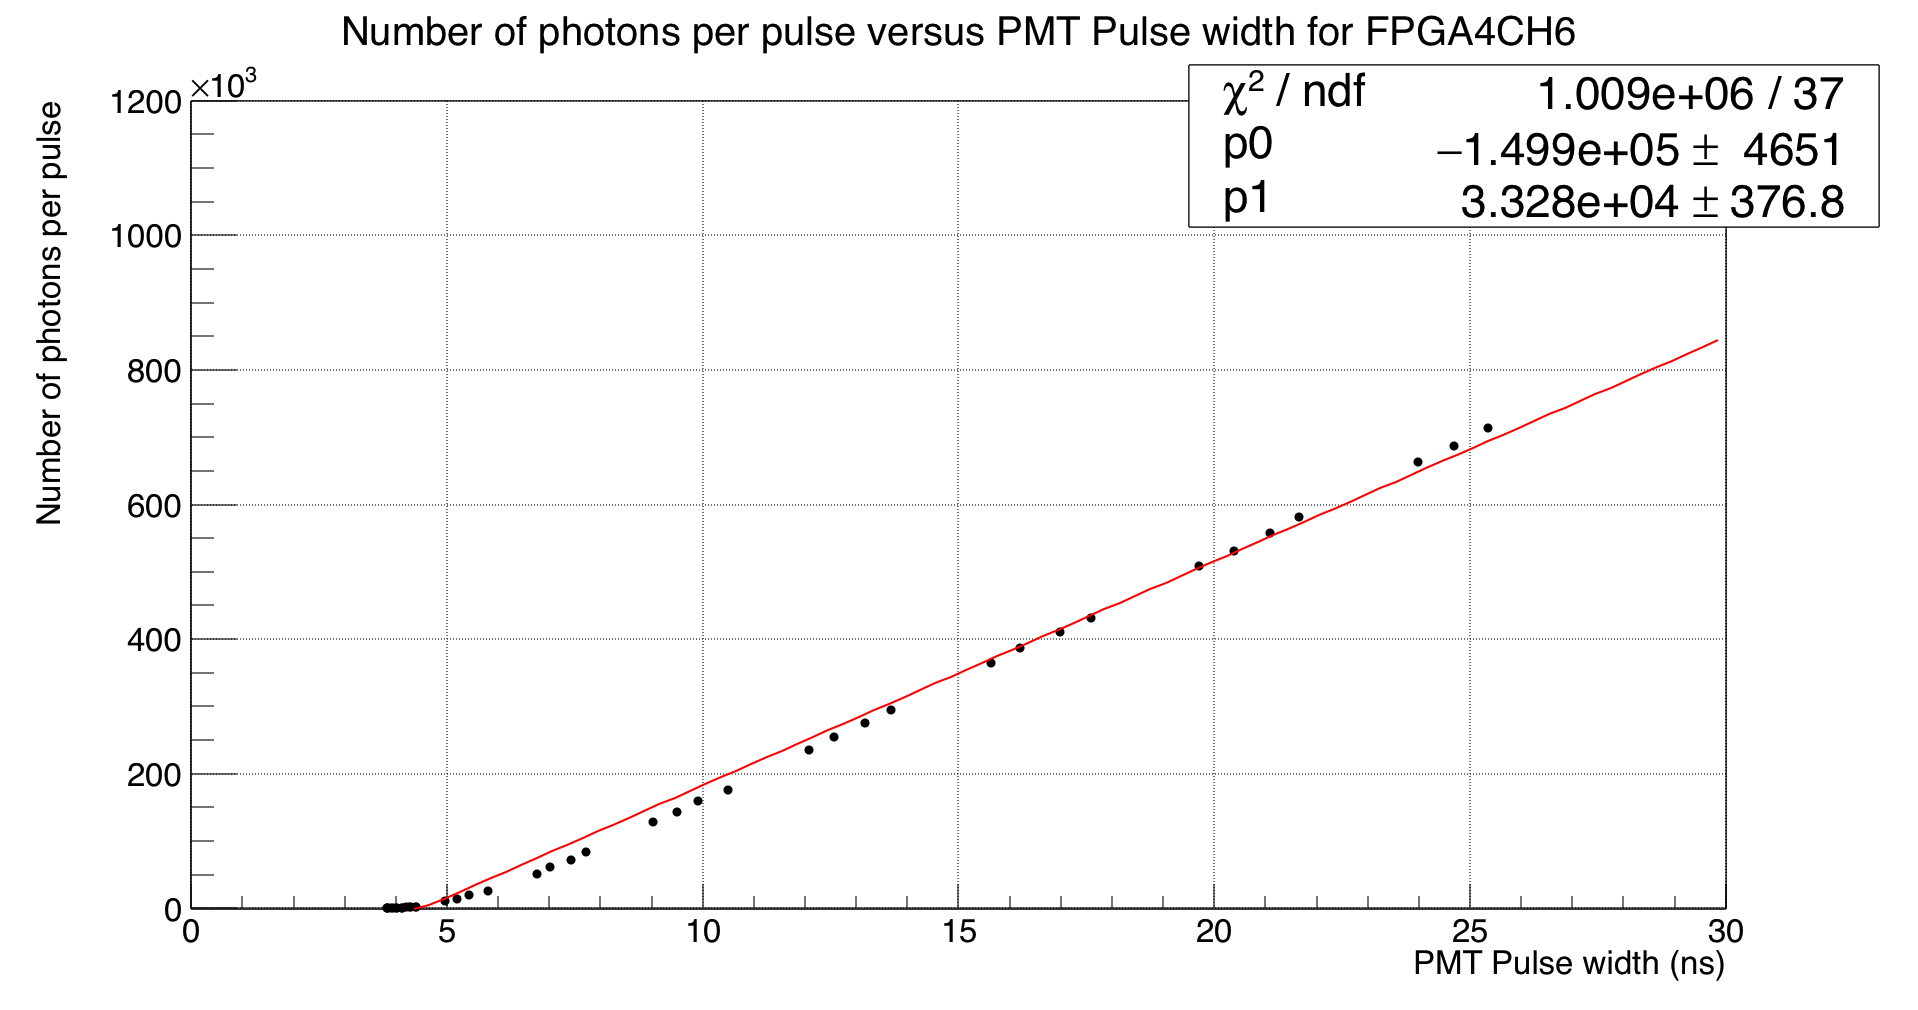 Number of photons per pulse versus PMT Pulse width for FPGA4CH6
×10³
χ² / ndf 1.009e+06 / 37
p0 −1.499e+05 ± 4651
p1 3.328e+04 ± 376.8
Number of photons per pulse
1200
1000
800
600
400
200
0
0 5 10 15 20 25 30
PMT Pulse width (ns)